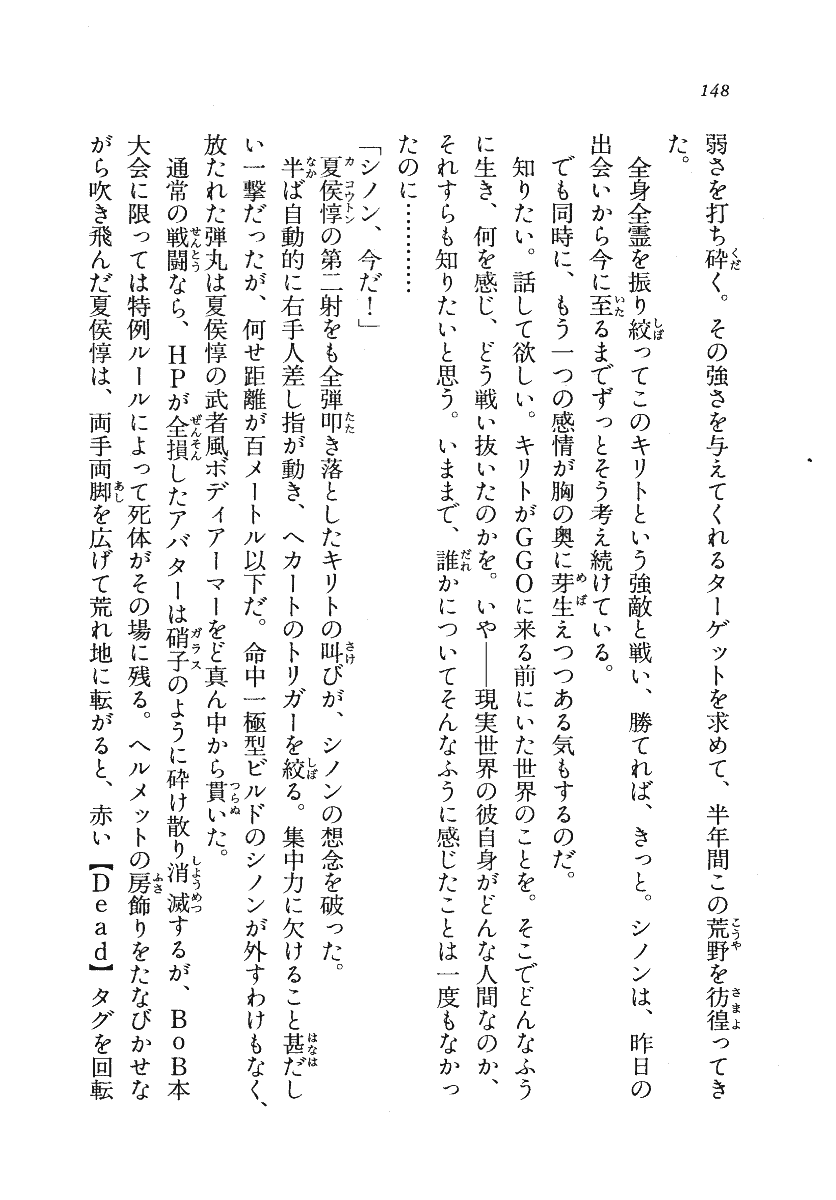 148
弱さを打ち砕く。その強さを与えてくれるターゲットを求めて、半年間この荒野を彷徨ってき
た。
全身全霊を振り絞ってこのキリトという強敵と戦い、勝てれば、きっと。シノンは、昨日の
出会いから今に至るまでずっとそう考え続けている。
でも同時に、もう一つの感情が胸の奥に芽生えつつある気もするのだ。
知りたい。話して欲しい。キリトがGGOに来る前にいた世界のことを。そこでどんなふう
に生き、何を感じ、どう戦い抜いたのかを。いや――現実世界の彼自身がどんな人間なのか、
それすらも知りたいと思う。いままで、誰かについてそんなふうに感じたことは一度もなかっ
たのに…………
「シノン、今だ！」
夏侯惇の第二射をも全弾叩き落としたキリトの叫びが、シノンの想念を破った。
半ば自動的に右手人差し指が動き、ヘカートのトリガーを絞る。集中力に欠けること甚だし
い一撃だったが、何せ距離が百メートル以下だ。命中一極型ビルドのシノンが外すわけもなく、
放たれた弾丸は夏侯惇の武者風ボディアーマーをど真ん中から貫いた。
通常の戦闘なら、HPが全損したアバターは硝子のように砕け散り消滅するが、BoB本
大会に限っては特例ルールによって死体がその場に残る。ヘルメットの房飾りをたなびかせな
がら吹き飛んだ夏侯惇は、両手両脚を広げて荒れ地に転がると、赤い【Dead】タグを回転